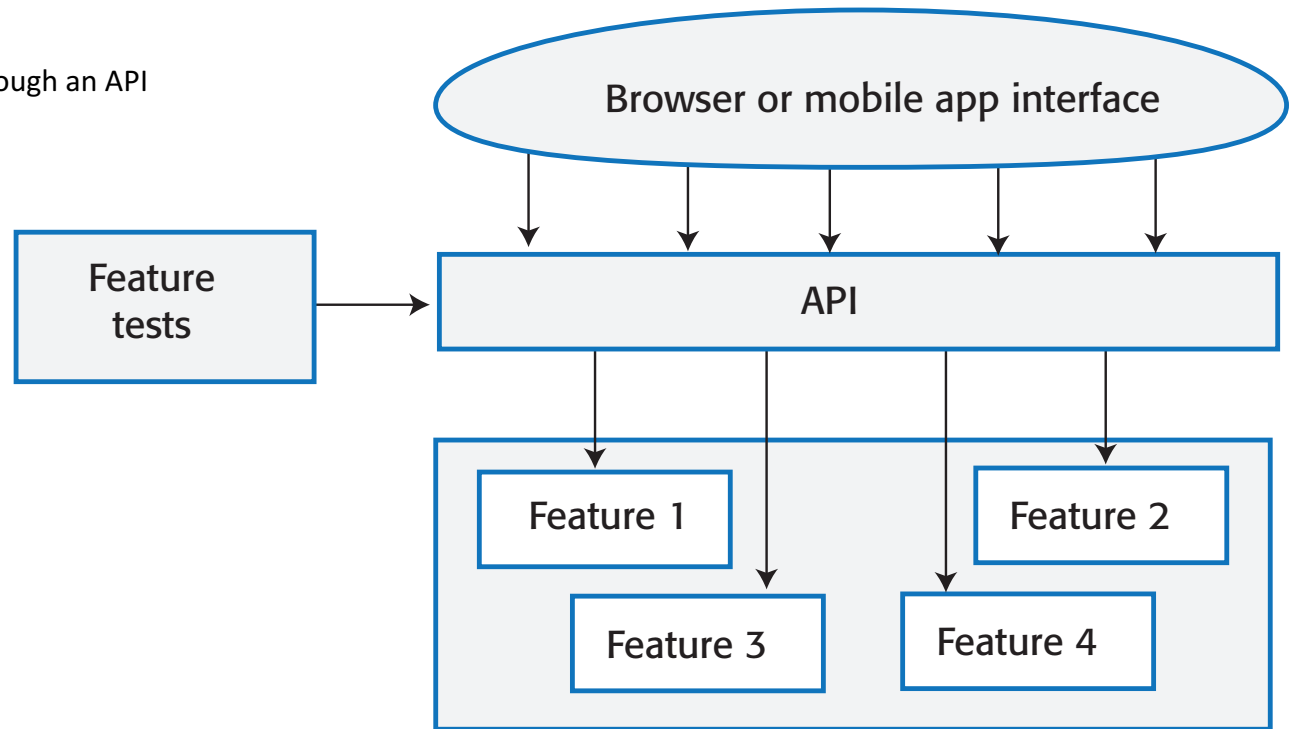 ough an API
Browser or mobile app interface
Feature
tests
API
Feature 1
Feature 2
Feature 3
Feature 4